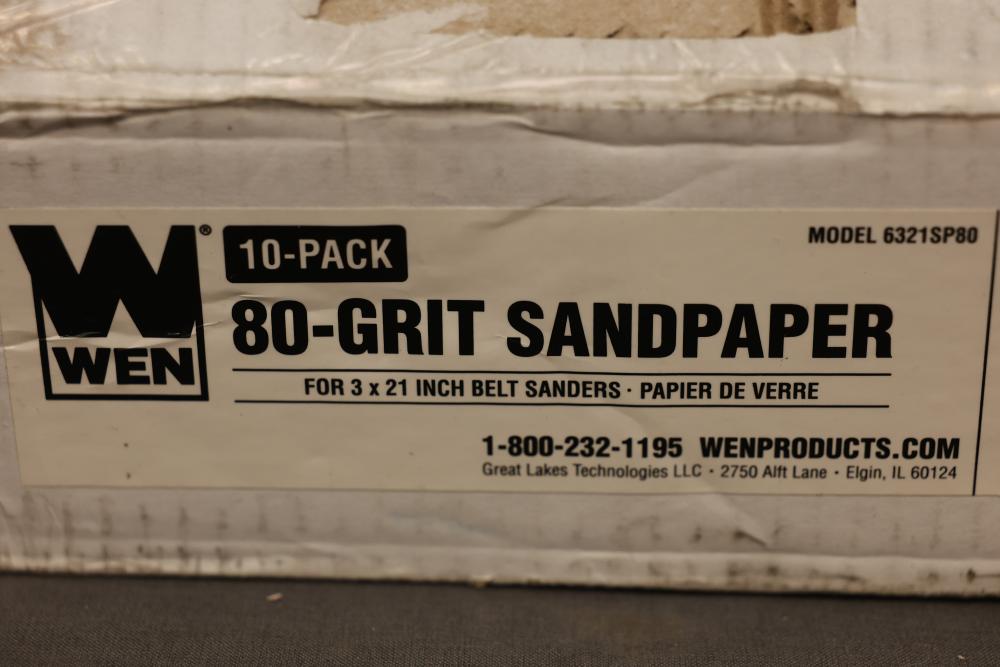 WEN®
10-PACK
MODEL 6321SP80
80-GRIT SANDPAPER
FOR 3 x 21 INCH BELT SANDERS · PAPIER DE VERRE
1-800-232-1195 WENPRODUCTS.COM
Great Lakes Technologies LLC · 2750 Alft Lane · Elgin, IL 60124